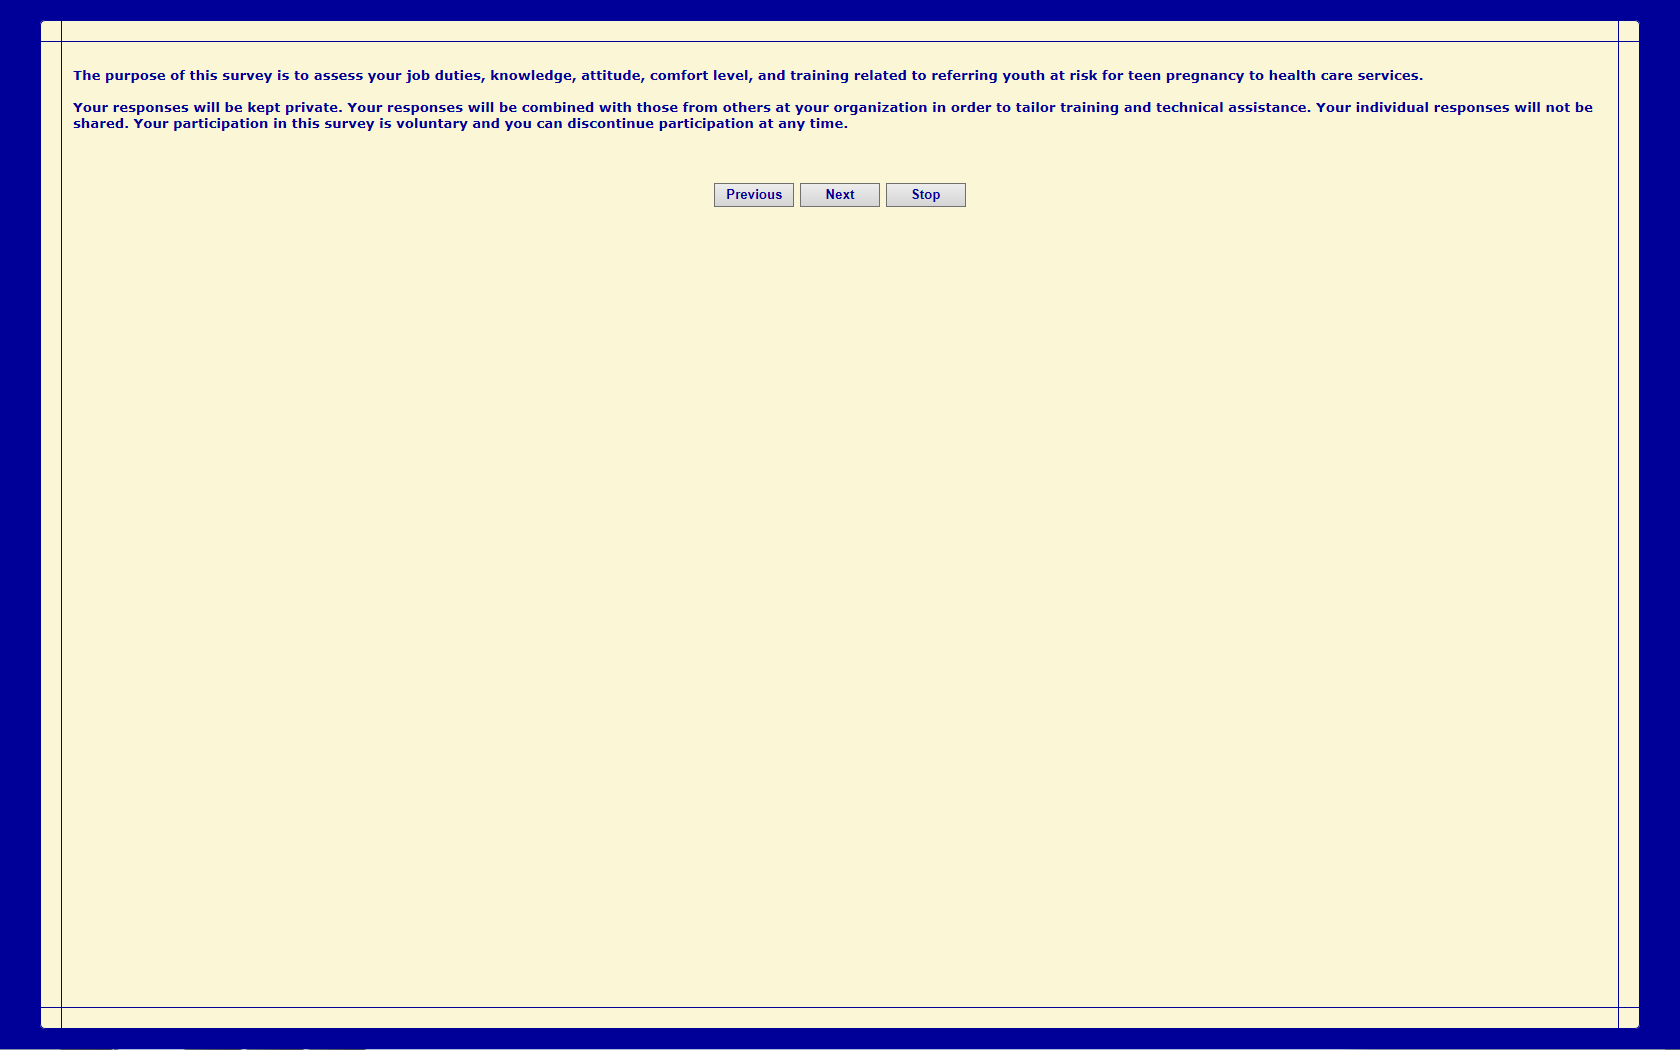 The purpose of this survey is to assess your job duties, knowledge, attitude, comfort level, and training related to referring youth at risk for teen pregnancy to health care services.
Your responses will be kept private. Your responses will be combined with those from others at your organization in order to tailor training and technical assistance. Your individual responses will not be
shared. Your participation in this survey is voluntary and you can discontinue participation at any time.
Previous Next Stop